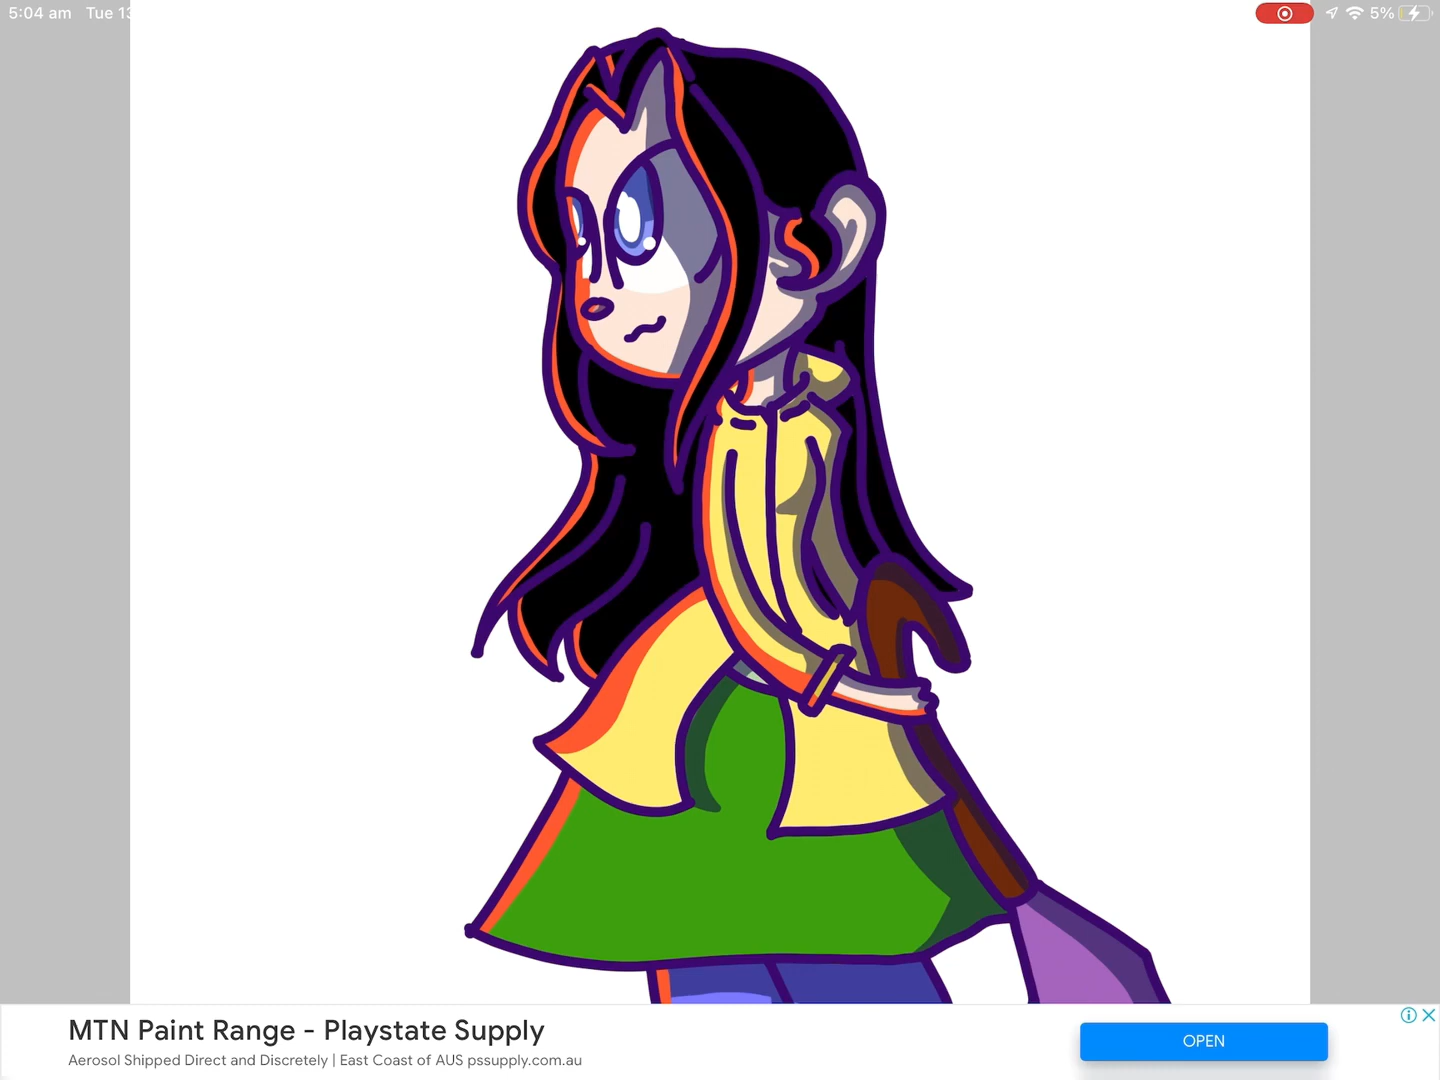 5:04 am Tue 13
5%
MTN Paint Range - Playstate Supply
Aerosol Shipped Direct and Discretely | East Coast of AUS pssupply.com.au
OPEN